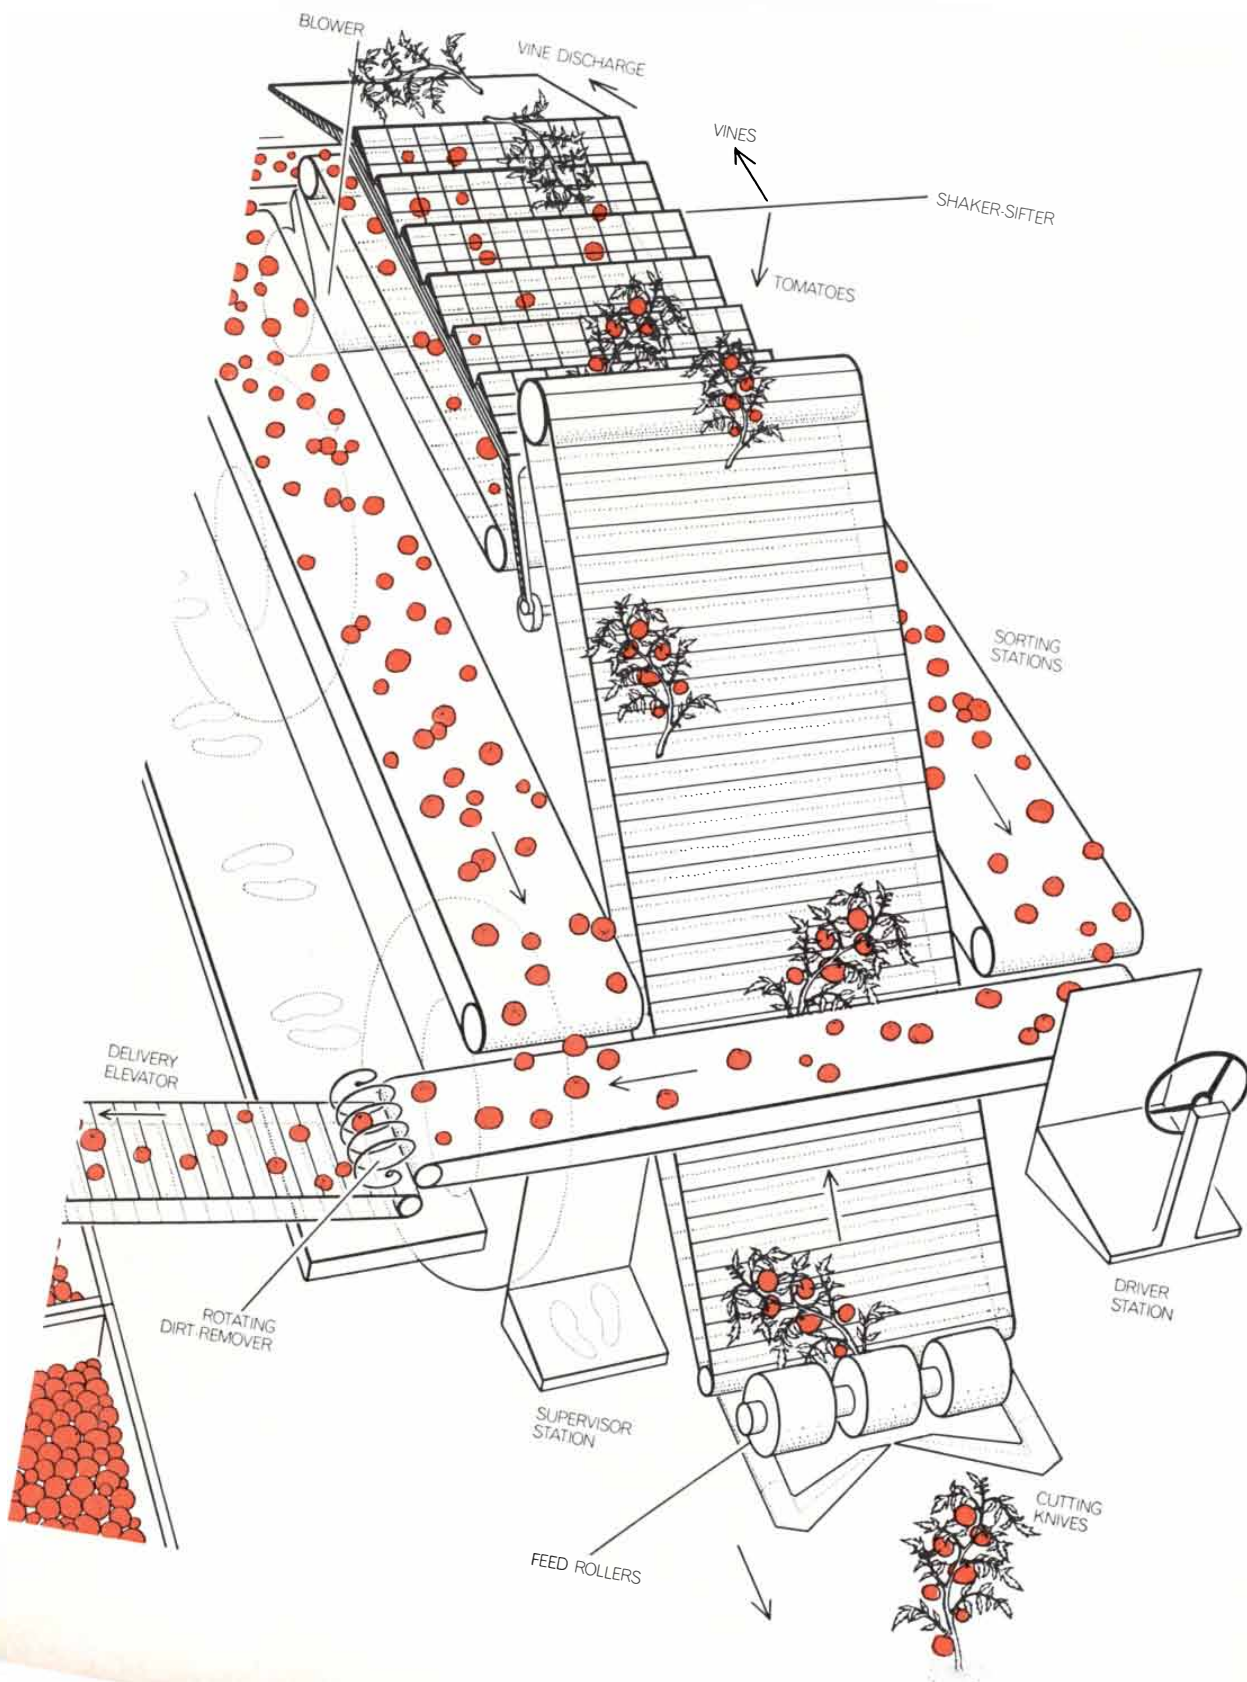 BLOWER
VINE DISCHARGE
VINES
SHAKER-SIFTER
TOMATOES
SORTING
STATIONS
DELIVERY
ELEVATOR
ROTATING
DIRT-REMOVER
DRIVER
STATION
SUPERVISOR
STATION
CUTTING
KNIVES
FEED ROLLERS